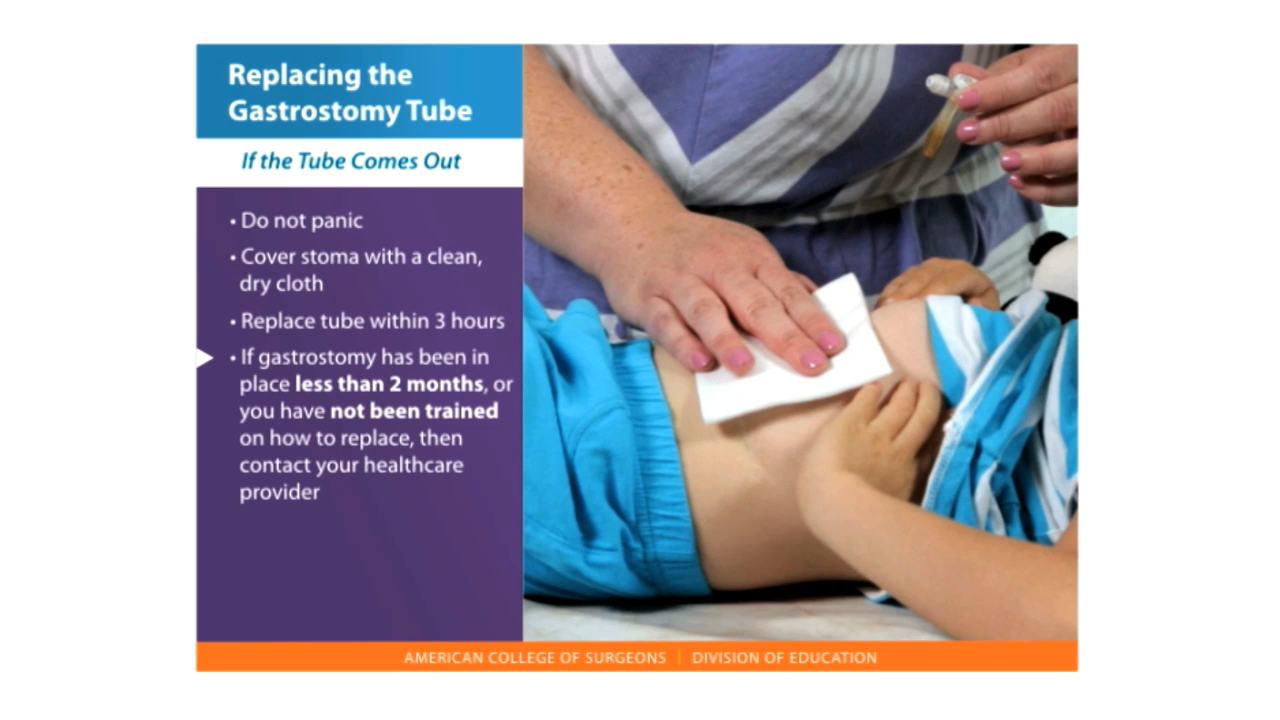 Replacing the
Gastrostomy Tube
If the Tube Comes Out
• Do not panic
• Cover stoma with a clean,
dry cloth
• Replace tube within 3 hours
• If gastrostomy has been in
place less than 2 months, or
you have not been trained
on how to replace, then
contact your healthcare
provider
AMERICAN COLLEGE OF SURGEONS | DIVISION OF EDUCATION